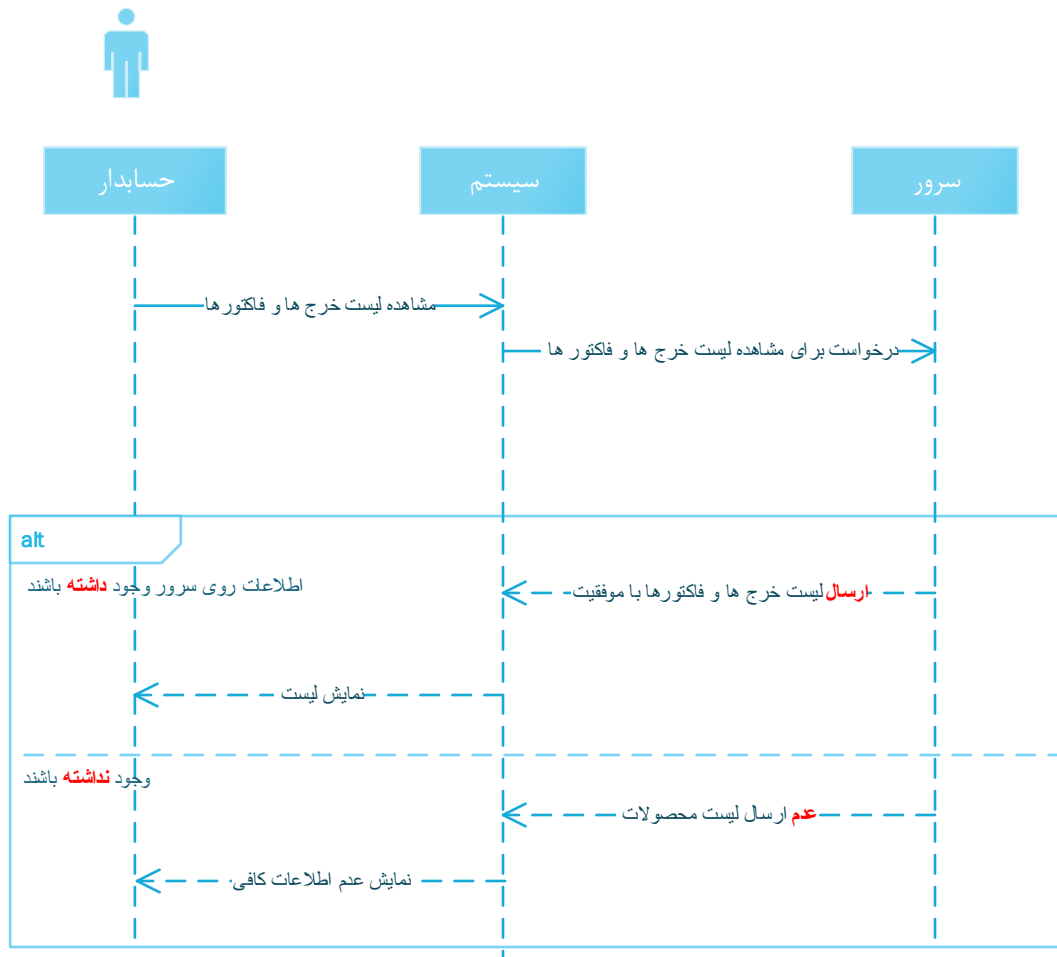 حسابدار
سیستم
سرور
مشاهده لیست خرج ها و فاکتورها
درخواست برای مشاهده لیست خرج ها و فاکتور ها
alt
اطلاعات روی سرور وجود داشته باشند
ارسال لیست خرج ها و فاکتورها با موفقیت
نمایش لیست
وجود نداشته باشند
عدم ارسال لیست محصولات
نمایش عدم اطلاعات کافی